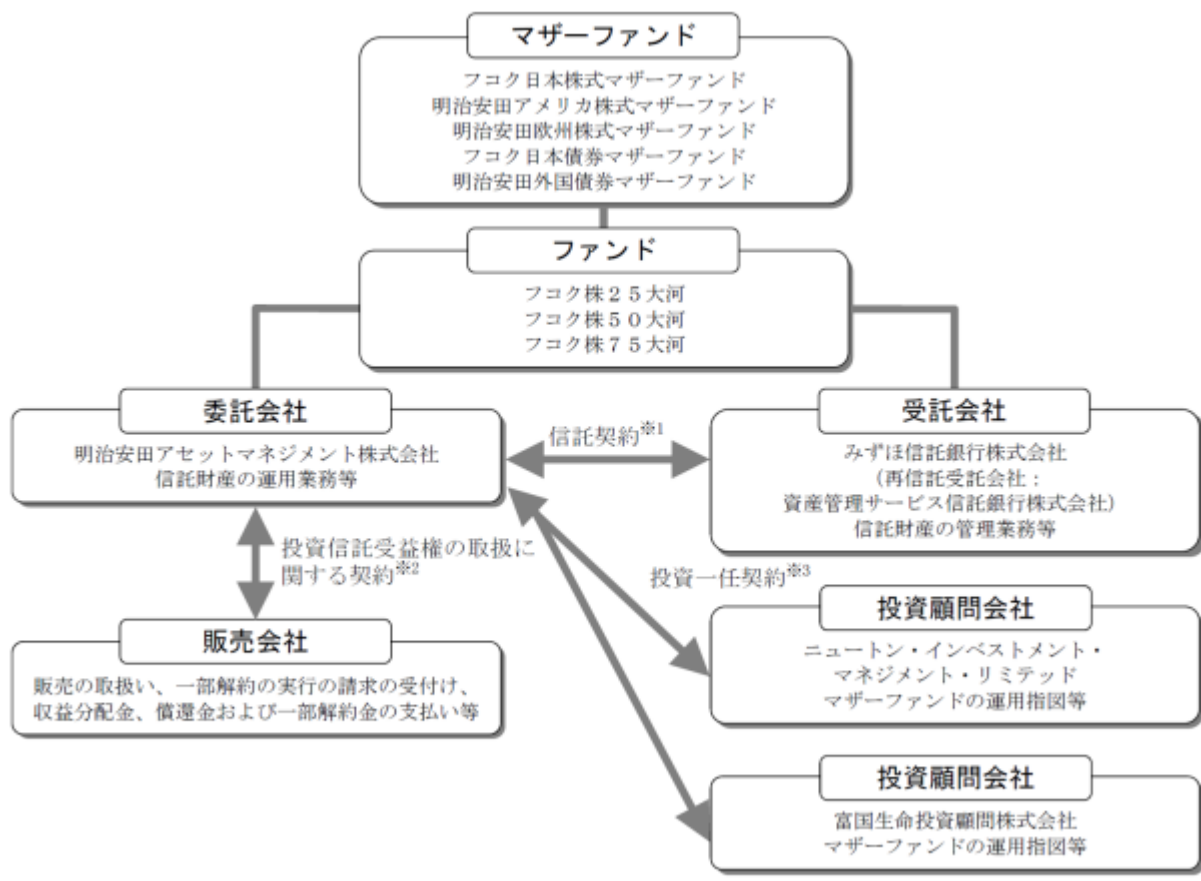 マザーファンド
フコク日本株式マザーファンド
明治安田アメリカ株式マザーファンド
明治安田欧州株式マザーファンド
フコク日本債券マザーファンド
明治安田外国債券マザーファンド
ファンド
フコク株２５大河
フコク株５０大河
フコク株７５大河
委託会社
明治安田アセットマネジメント株式会社
信託財産の運用業務等
信託契約※1
受託会社
みずほ信託銀行株式会社
(再信託受託会社：
資産管理サービス信託銀行株式会社)
信託財産の管理業務等
投資信託受益権の取扱に
関する契約※2
投資一任契約※3
販売会社
販売の取扱い、一部解約の実行の請求の受付け、
収益分配金、償還金および一部解約金の支払い等
投資顧問会社
ニュートン・インベストメント・
マネジメント・リミテッド
マザーファンドの運用指図等
投資顧問会社
富国生命投資顧問株式会社
マザーファンドの運用指図等